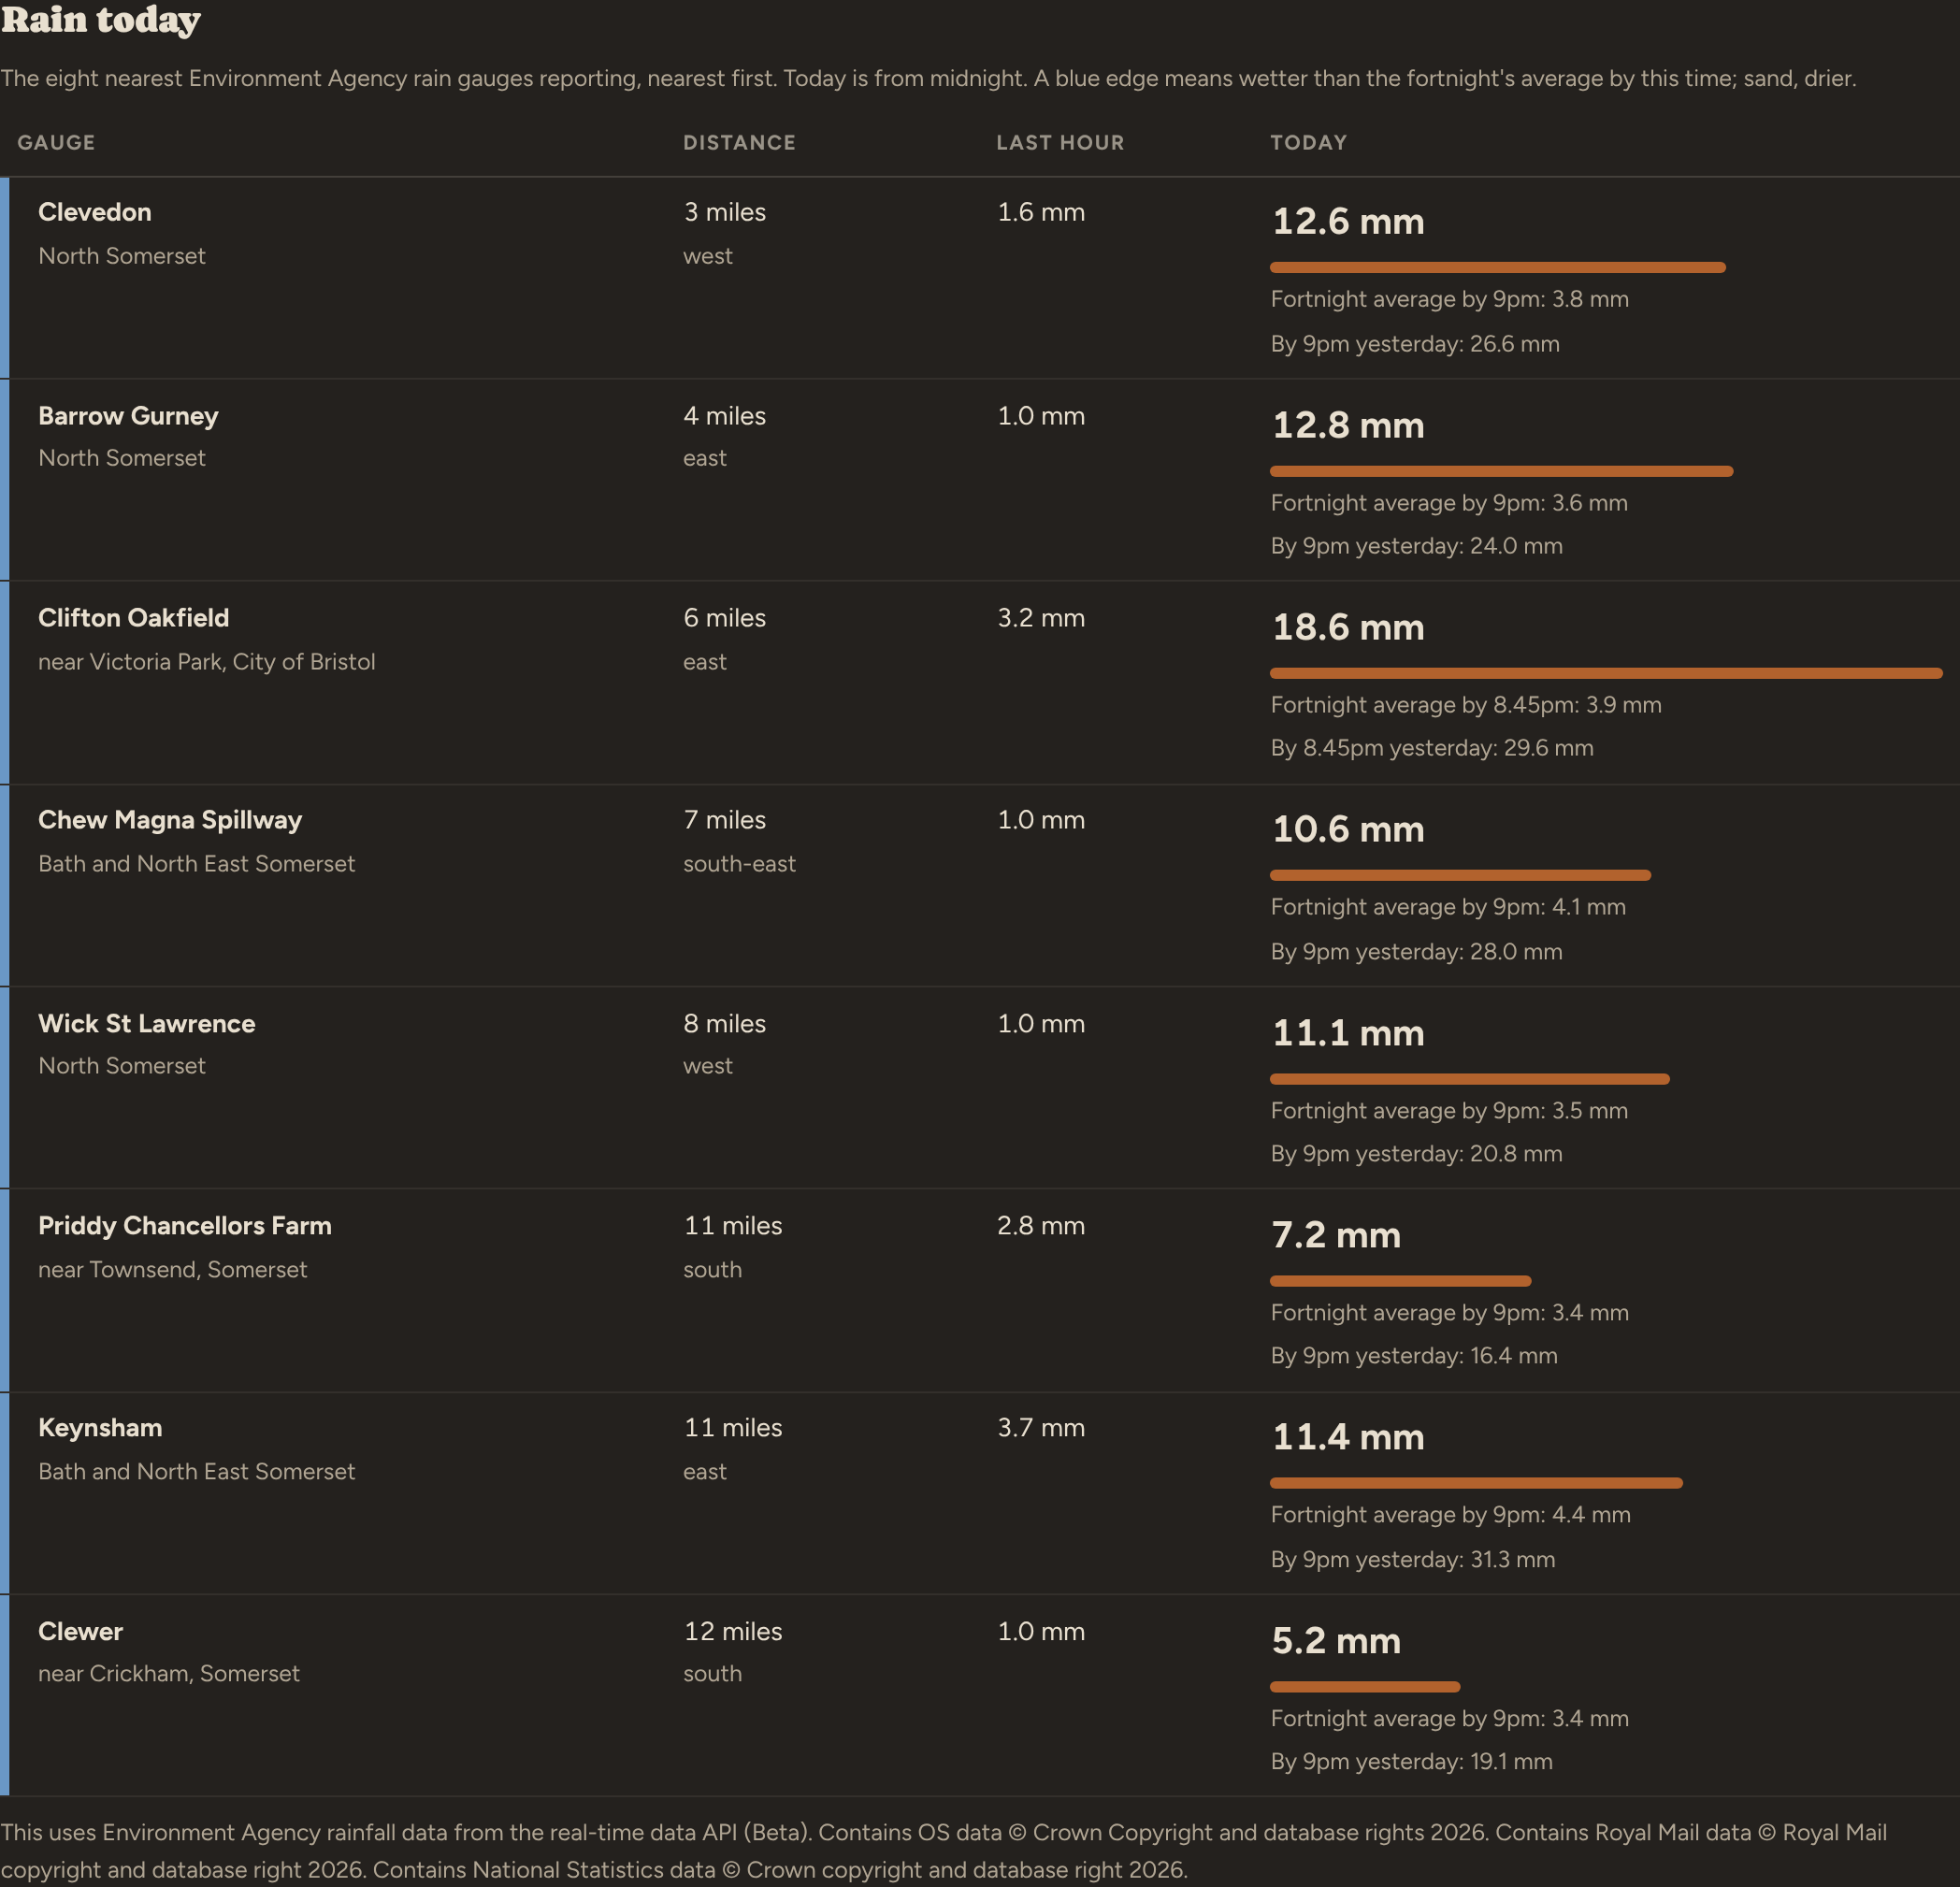 Rain today
The eight nearest Environment Agency rain gauges reporting, nearest first. Today is from midnight. A blue edge means wetter than the fortnight's average by this time; sand, drier.
GAUGE DISTANCE LAST HOUR TODAY
Clevedon 3 miles 1.6 mm 12.6 mm
North Somerset west
Fortnight average by 9pm: 3.8 mm
By 9pm yesterday: 26.6 mm
Barrow Gurney 4 miles 1.0 mm 12.8 mm
North Somerset east
Fortnight average by 9pm: 3.6 mm
By 9pm yesterday: 24.0 mm
Clifton Oakfield 6 miles 3.2 mm 18.6 mm
near Victoria Park, City of Bristol east
Fortnight average by 8.45pm: 3.9 mm
By 8.45pm yesterday: 29.6 mm
Chew Magna Spillway 7 miles 1.0 mm 10.6 mm
Bath and North East Somerset south-east
Fortnight average by 9pm: 4.1 mm
By 9pm yesterday: 28.0 mm
Wick St Lawrence 8 miles 1.0 mm 11.1 mm
North Somerset west
Fortnight average by 9pm: 3.5 mm
By 9pm yesterday: 20.8 mm
Priddy Chancellors Farm 11 miles 2.8 mm 7.2 mm
near Townsend, Somerset south
Fortnight average by 9pm: 3.4 mm
By 9pm yesterday: 16.4 mm
Keynsham 11 miles 3.7 mm 11.4 mm
Bath and North East Somerset east
Fortnight average by 9pm: 4.4 mm
By 9pm yesterday: 31.3 mm
Clewer 12 miles 1.0 mm 5.2 mm
near Crickham, Somerset south
Fortnight average by 9pm: 3.4 mm
By 9pm yesterday: 19.1 mm
This uses Environment Agency rainfall data from the real-time data API (Beta). Contains OS data © Crown Copyright and database rights 2026. Contains Royal Mail data © Royal Mail
copyright and database right 2026. Contains National Statistics data © Crown copyright and database right 2026.